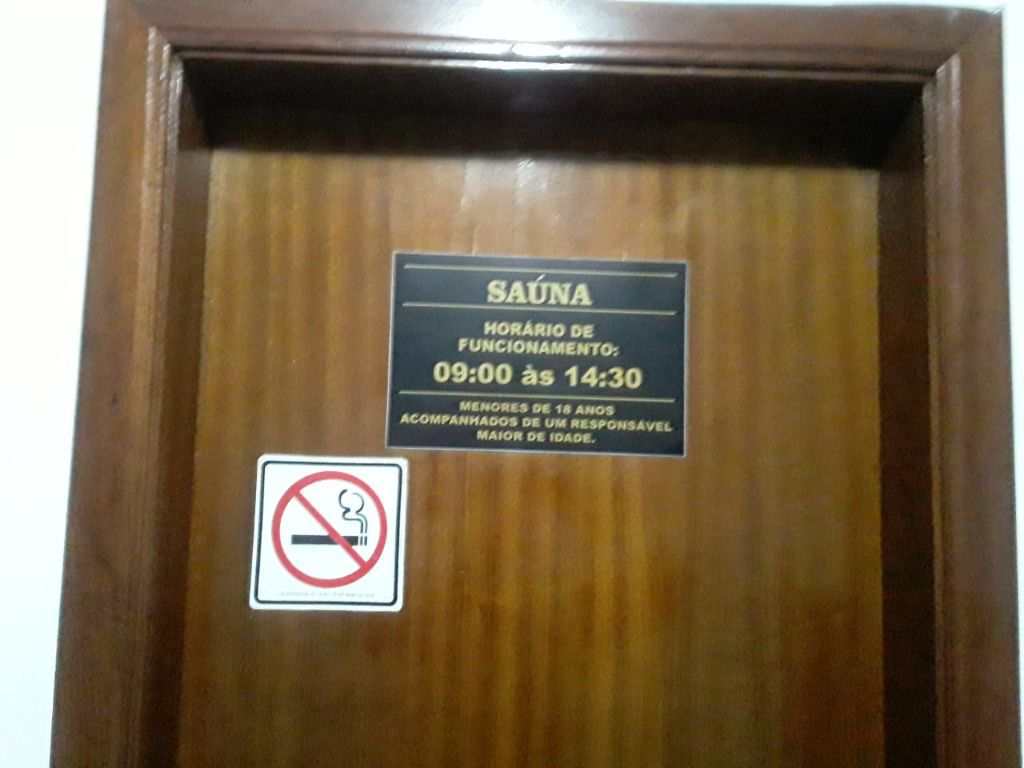 SAÚNA
HORÁRIO DE
FUNCIONAMENTO:
09:00 às 14:30
MENORES DE 18 ANOS
ACOMPANHADOS DE UM RESPONSÁVEL
MAIOR DE IDADE.